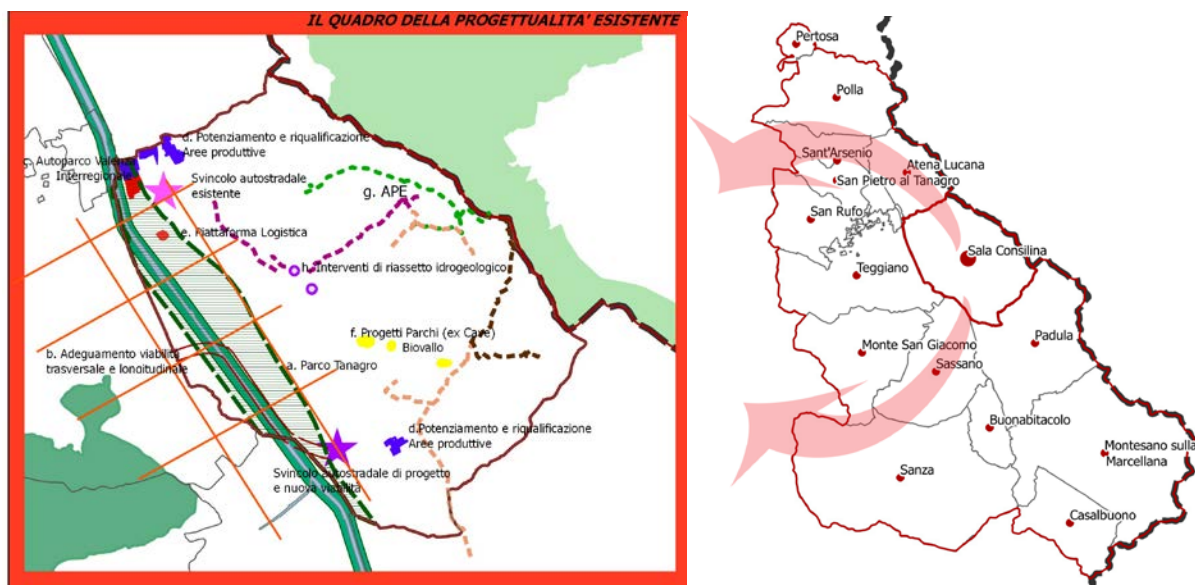 IL QUADRO DELLA PROGETTUALITA' ESISTENTE
d. Potenziamento e riqualificazione
Aree produttive
c. Autoparco Valenza
Interregionale
Svincolo autostradale
esistente
g. APE
e. Piattaforma Logistica
h. Interventi di riassetto idrogeologico
f. Progetti Parchi (ex Cave)
Biovallo
b. Adeguamento viabilità
trasversale e longitudinale
a. Parco Tanagro
d.Potenziamento e riqualificazione
Aree produttive
Svincolo autostradale di progetto
e nuova viabilità
Pertosa
Polla
Sant'Arsenio
Atena Lucana
San Pietro al Tanagro
San Rufo
Sala Consilina
Teggiano
Monte San Giacomo
Padula
Sassano
Buonabitacolo
Montesano sulla
Marcellana
Sanza
Casalbuono